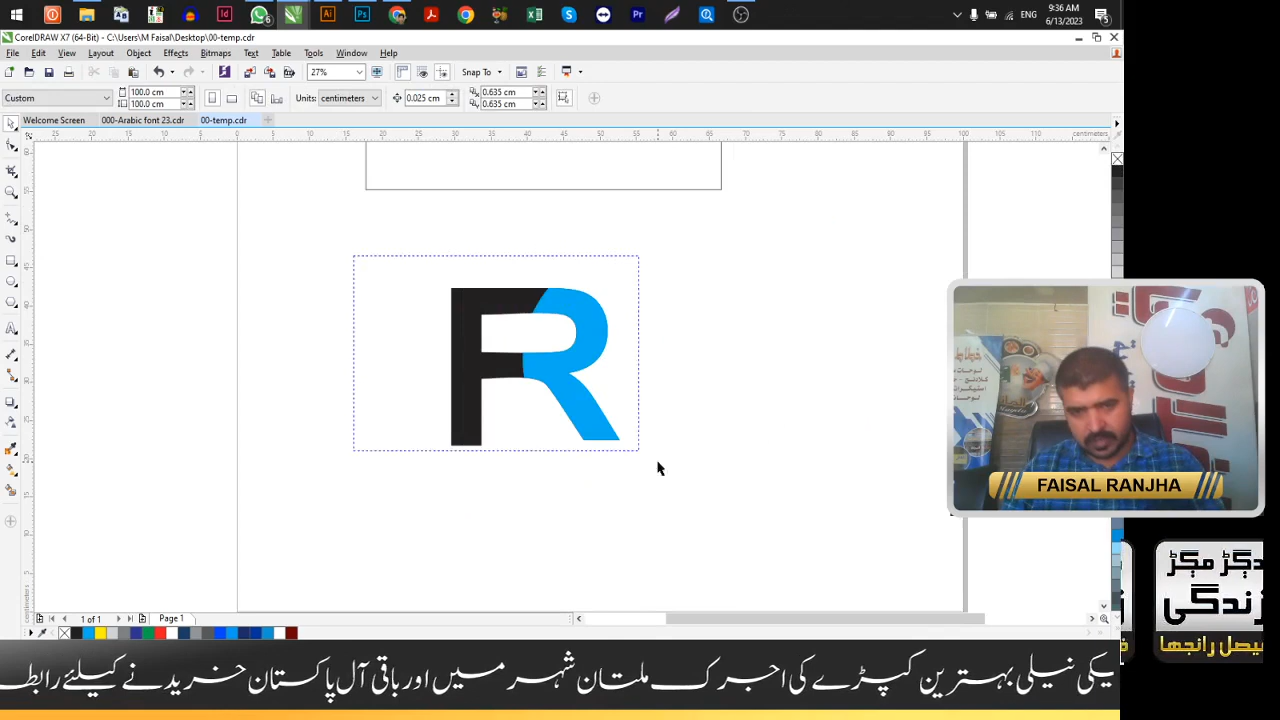 9:36 AM
ENG
6/13/2023
CorelDRAW X7 (64-Bit) - C:\Users\M Faisal\Desktop\00-temp.cdr
File Edit View Layout Object Effects Bitmaps Text Table Tools Window Help
27% Snap To
Custom 100.0 cm 100.0 cm Units: centimeters 0.025 cm 0.635 cm 0.635 cm
Welcome Screen 000-Arabic font 23.cdr 00-temp.cdr
centimeters
R
FAISAL RANJHA
زندگی
فیصل رانجھا
1 of 1 Page 1
یکی نیلی بہترین کپڑے کی اجرک ملتان شہر میں اور باقی آل پاکستان خریدنے کیلئے رابطہ